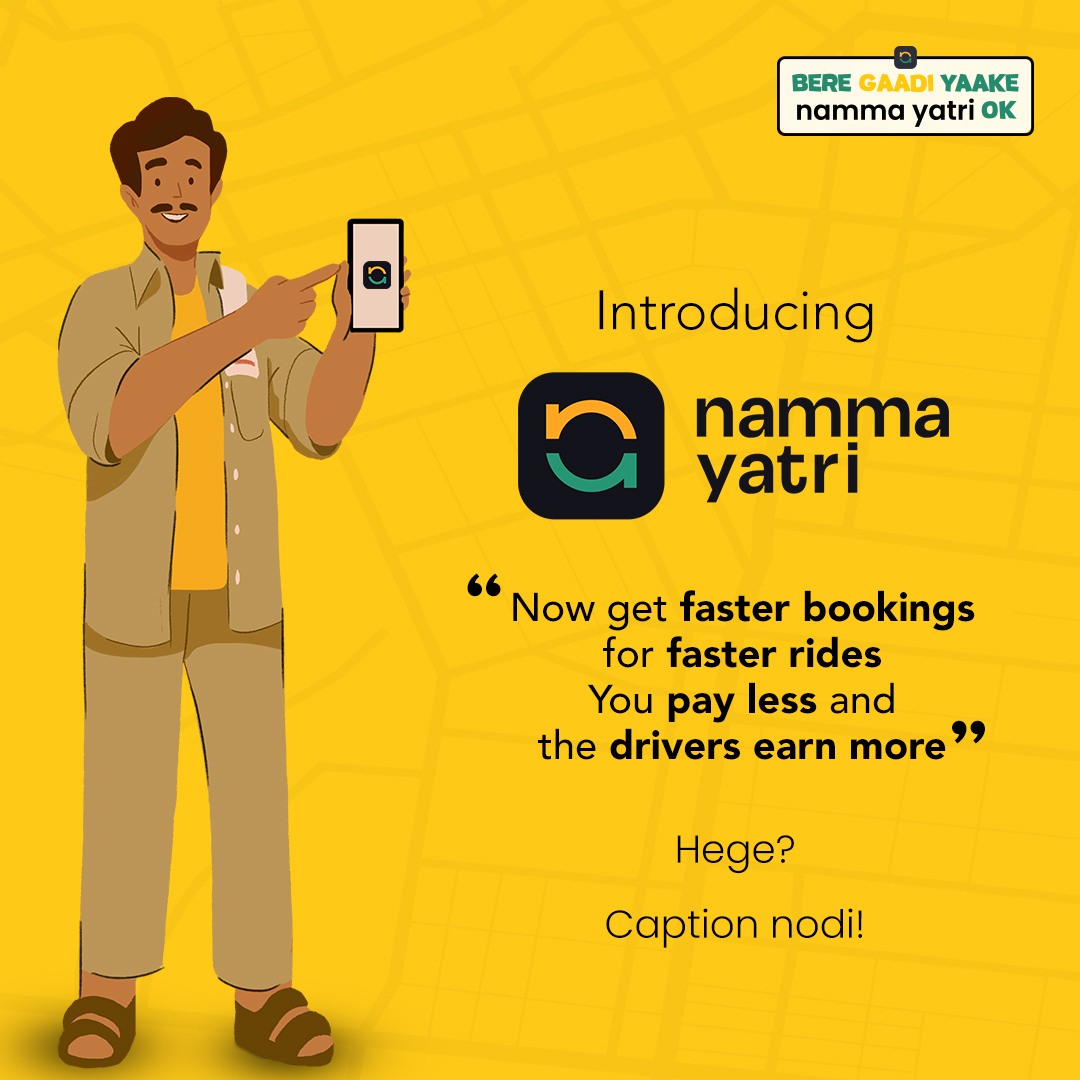 BERE GAADI YAAKE
namma yatri OK
Introducing
namma
yatri
“Now get faster bookings
for faster rides
You pay less and
the drivers earn more”
Hege?
Caption nodi!